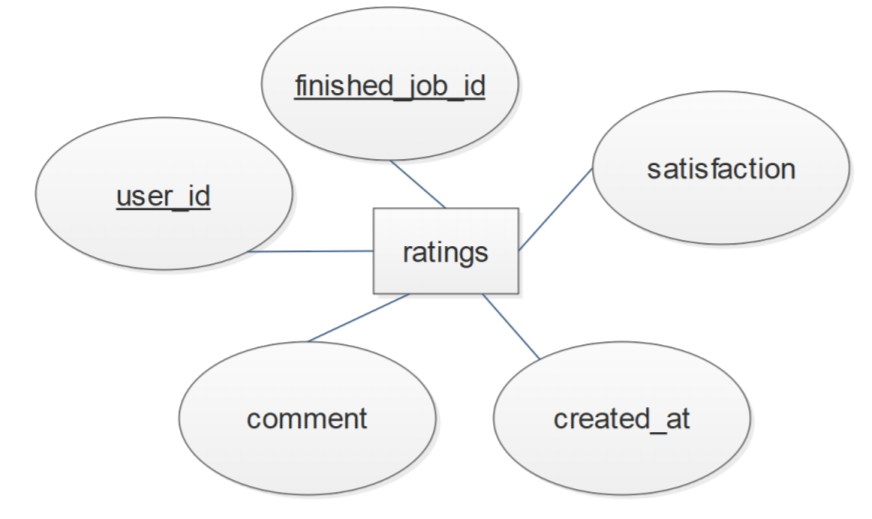 finished_job_id
satisfaction
user_id
ratings
comment
created_at